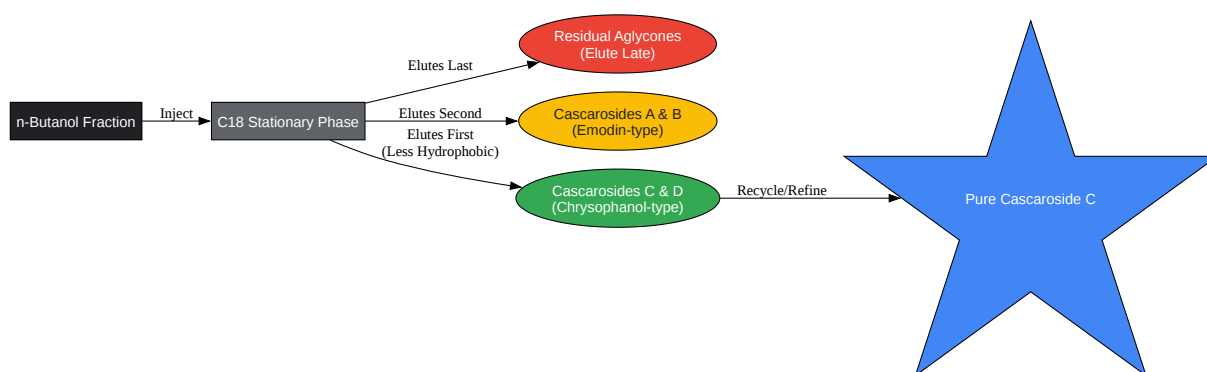 n-Butanol Fraction
Inject
C18 Stationary Phase
Elutes Last
Residual Aglycones
(Elute Late)
Elutes Second
Cascarosides A & B
(Emodin-type)
Elutes First
(Less Hydrophobic)
Cascarosides C & D
(Chrysophanol-type)
Recycle/Refine
Pure Cascaroside C